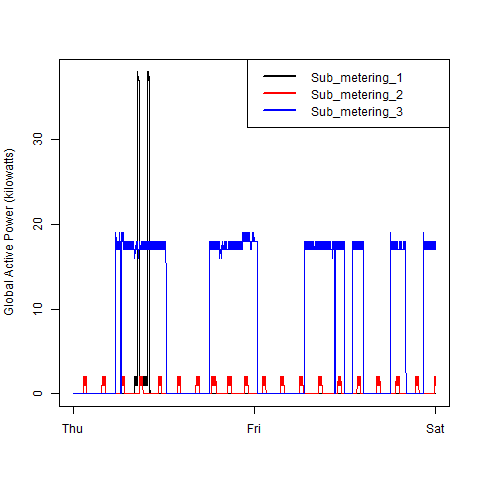 Sub_metering_1
Sub_metering_2
Sub_metering_3
Global Active Power (kilowatts)
30
20
10
0
Thu Fri Sat